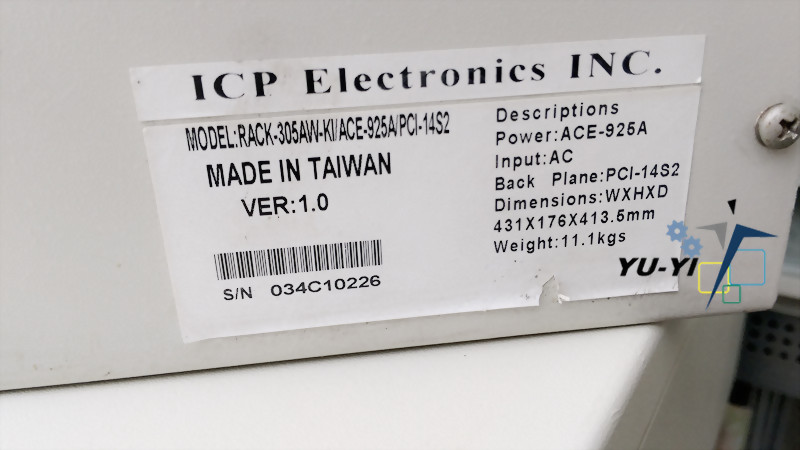 ICP Electronics INC.
MODEL:RACK-305AW-KI/ACE-925A/PCI-14S2
MADE IN TAIWAN
VER:1.0
S/N 034C10226
Descriptions
Power:ACE-925A
Input:AC
Back Plane:PCI-14S2
Dimensions:WXHXD
431X176X413.5mm
Weight:11.1kgs
YU-YI